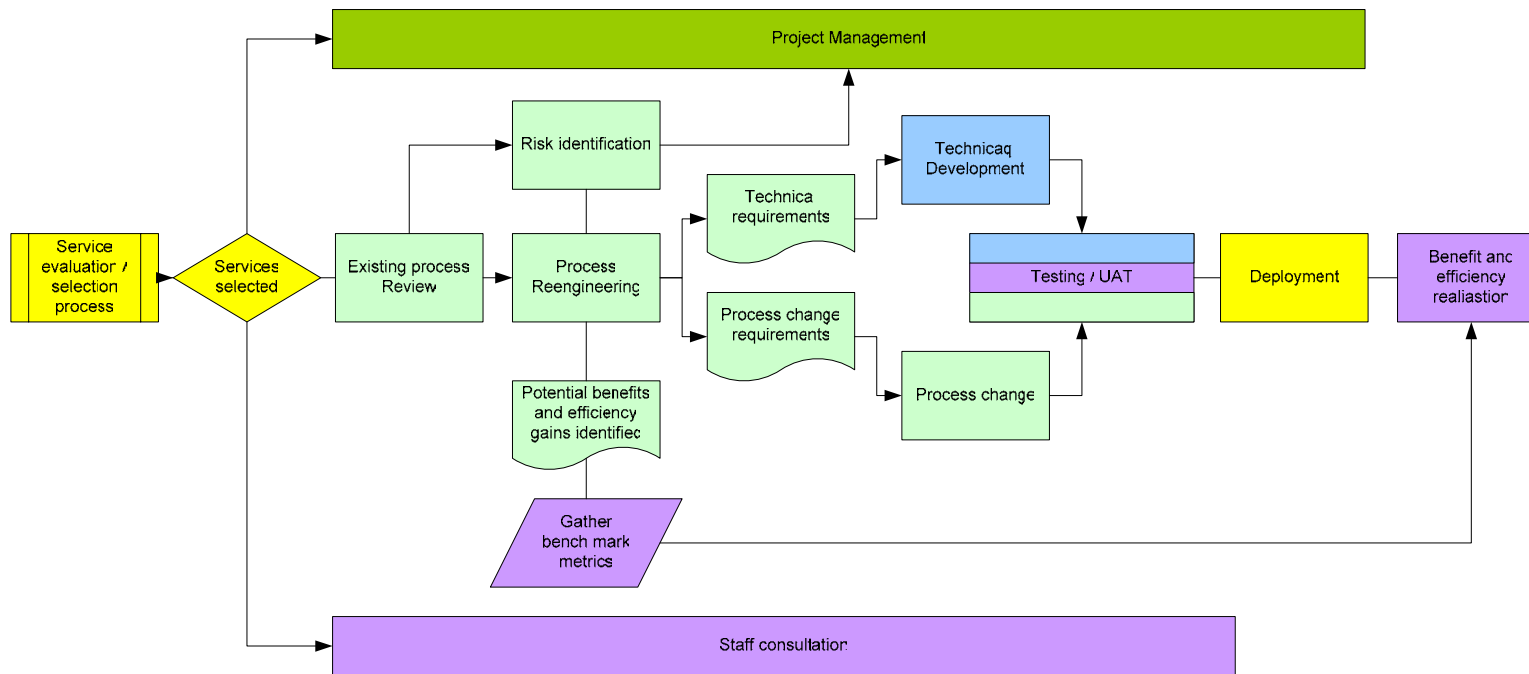 Project Management
Risk identification
Technicaq
Development
Technica
requirements
Service
evaluation /
selection
process
Services
selected
Existing process
Review
Process
Reengineering
Testing / UAT
Deployment
Benefit and
efficiency
realiastion
Process change
requirements
Process change
Potential benefits
and efficiency
gains identified
Gather
bench mark
metrics
Staff consultation